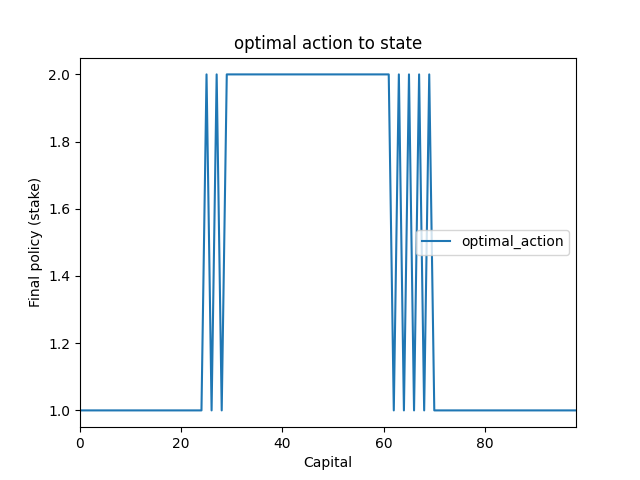 optimal action to state
2.0
1.8
1.6
1.4
1.2
1.0
Final policy (stake)
optimal_action
0
20
40
60
80
Capital